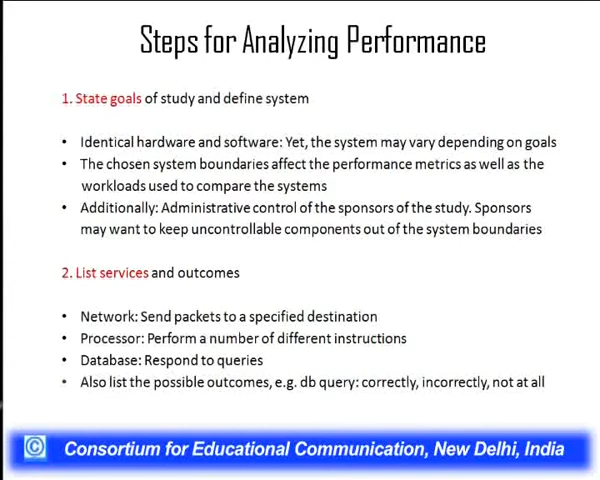 Steps for Analyzing Performance
1. State goals of study and define system
• Identical hardware and software: Yet, the system may vary depending on goals
• The chosen system boundaries affect the performance metrics as well as the
workloads used to compare the systems
• Additionally: Administrative control of the sponsors of the study. Sponsors
may want to keep uncontrollable components out of the system boundaries
2. List services and outcomes
• Network: Send packets to a specified destination
• Processor: Perform a number of different instructions
• Database: Respond to queries
• Also list the possible outcomes, e.g. db query: correctly, incorrectly, not at all
© Consortium for Educational Communication, New Delhi, India